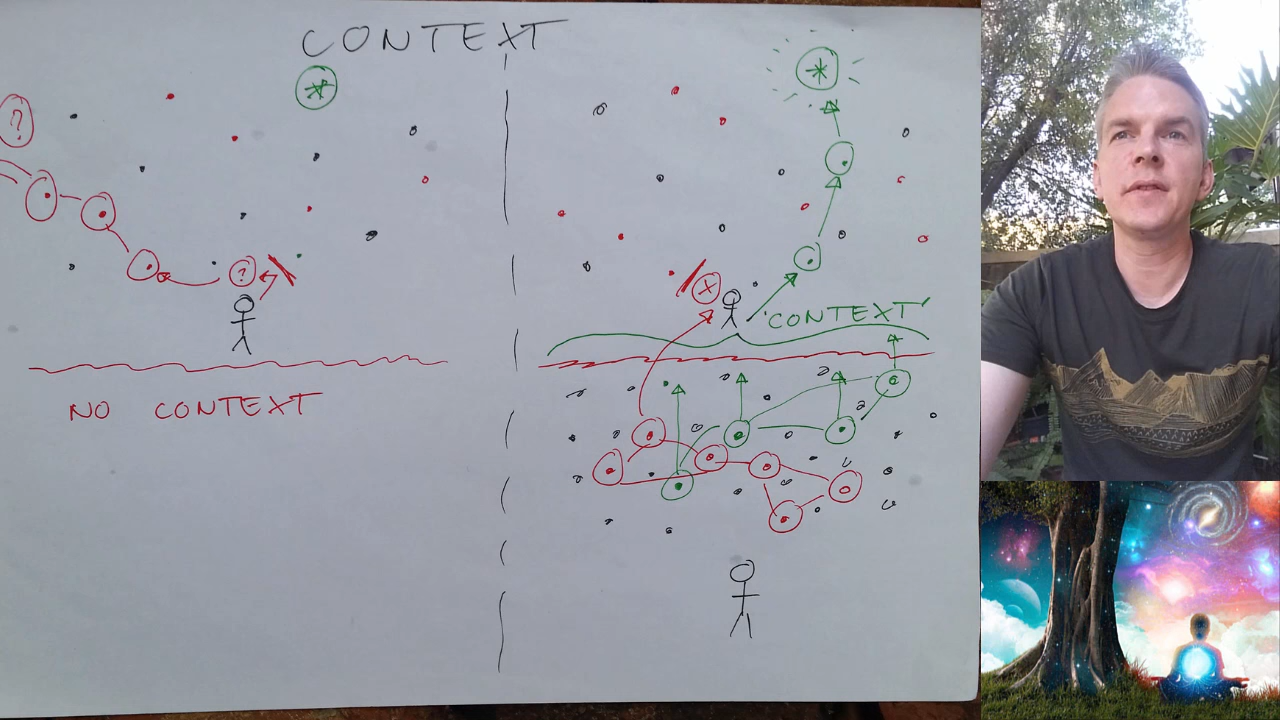 CONTEXT
?
?
NO CONTEXT
X
"CONTEXT"